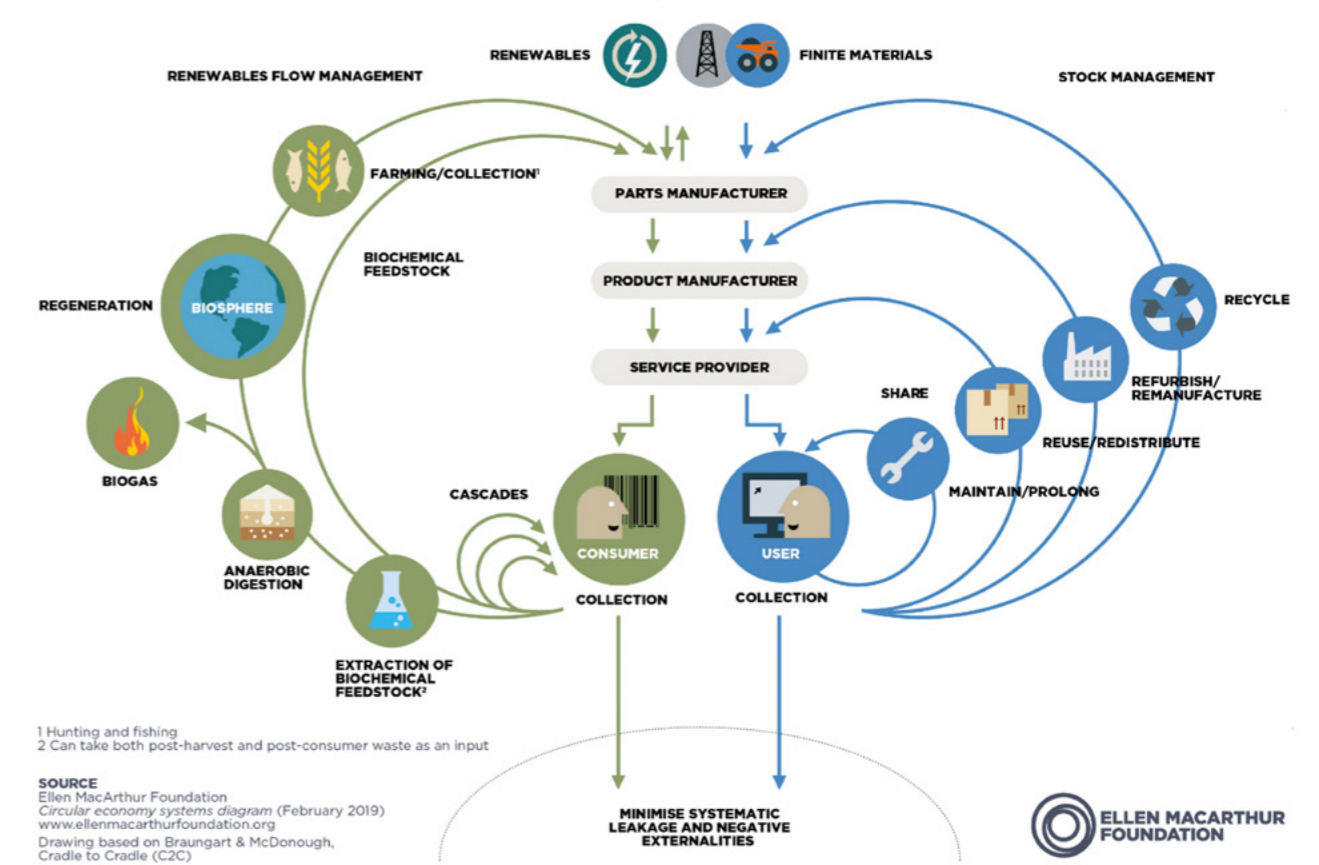 RENEWABLES
FINITE MATERIALS
RENEWABLES FLOW MANAGEMENT
STOCK MANAGEMENT
FARMING/COLLECTION¹
PARTS MANUFACTURER
BIOCHEMICAL
FEEDSTOCK
PRODUCT MANUFACTURER
REGENERATION
BIOSPHERE
RECYCLE
SERVICE PROVIDER
SHARE
REFURBISH/
REMANUFACTURE
REUSE/REDISTRIBUTE
BIOGAS
CASCADES
MAINTAIN/PROLONG
CONSUMER
USER
ANAEROBIC
DIGESTION
COLLECTION
COLLECTION
EXTRACTION OF
BIOCHEMICAL
FEEDSTOCK²
1 Hunting and fishing
2 Can take both post-harvest and post-consumer waste as an input
SOURCE
Ellen MacArthur Foundation
Circular economy systems diagram (February 2019)
www.ellenmacarthurfoundation.org
Drawing based on Braungart & McDonough,
Cradle to Cradle (C2C)
MINIMISE SYSTEMATIC
LEAKAGE AND NEGATIVE
EXTERNALITIES
ELLEN MACARTHUR
FOUNDATION